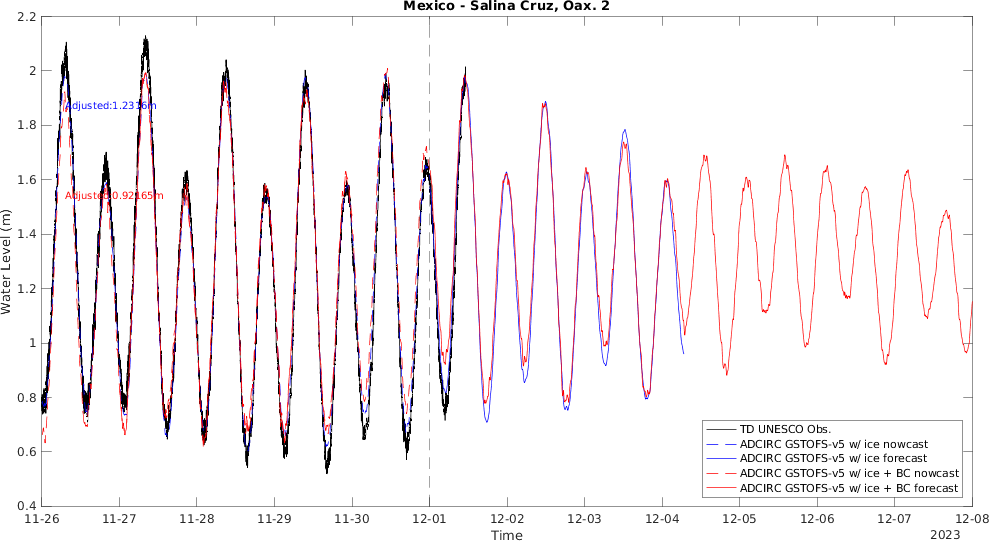 Mexico - Salina Cruz, Oax. 2
Water Level (m)
2.2
2
1.8
1.6
1.4
1.2
1
0.8
0.6
0.4
Adjusted:1.2316m
Adjusted:0.92165m
TD UNESCO Obs.
ADCIRC GSTOFS-v5 w/ ice nowcast
ADCIRC GSTOFS-v5 w/ ice forecast
ADCIRC GSTOFS-v5 w/ ice + BC nowcast
ADCIRC GSTOFS-v5 w/ ice + BC forecast
11-26 11-27 11-28 11-29 11-30 12-01 12-02 12-03 12-04 12-05 12-06 12-07 12-08
Time
2023